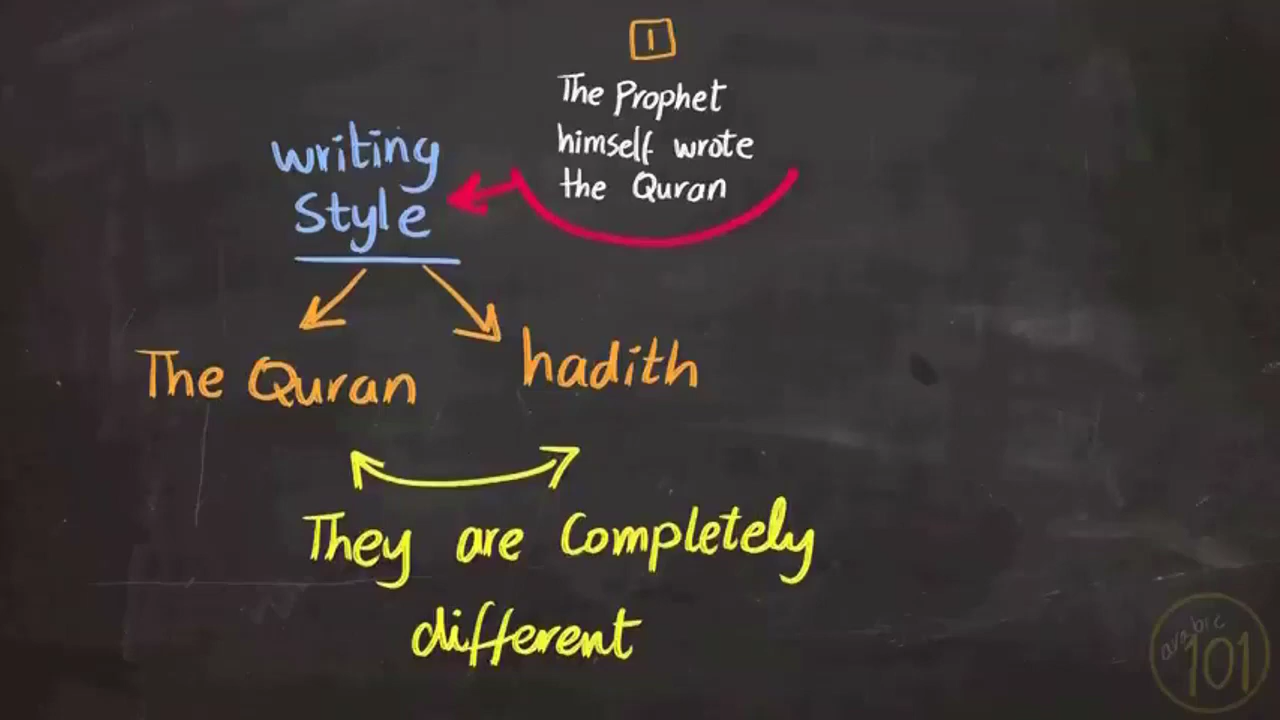 1
The Prophet
himself wrote
the Quran
writing
Style
The Quran
hadith
They are Completely
different
arabic
101